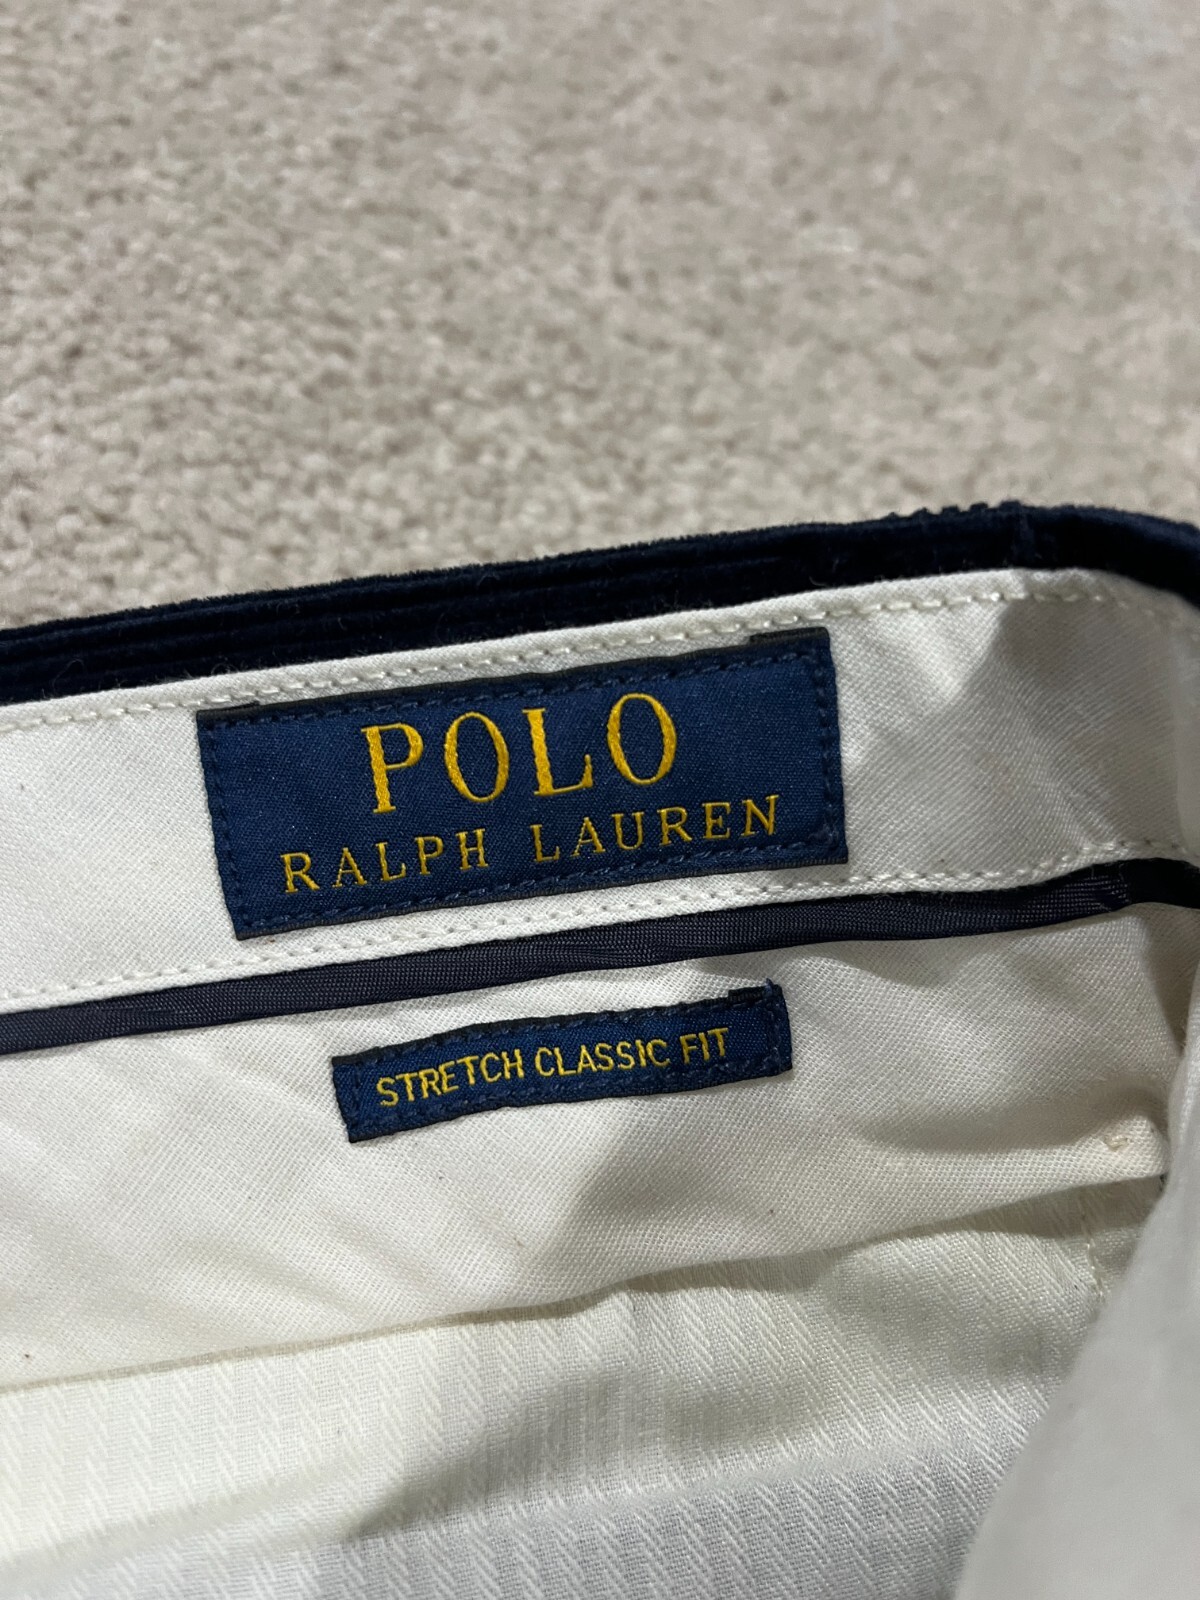 POLO
RALPH LAUREN
STRETCH CLASSIC FIT